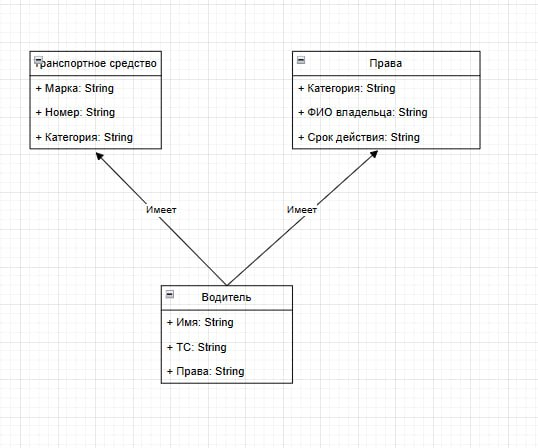 Транспортное средство
+ Марка: String
+ Номер: String
+ Категория: String
Права
+ Категория: String
+ ФИО владельца: String
+ Срок действия: String
Имеет
Имеет
Водитель
+ Имя: String
+ ТС: String
+ Права: String